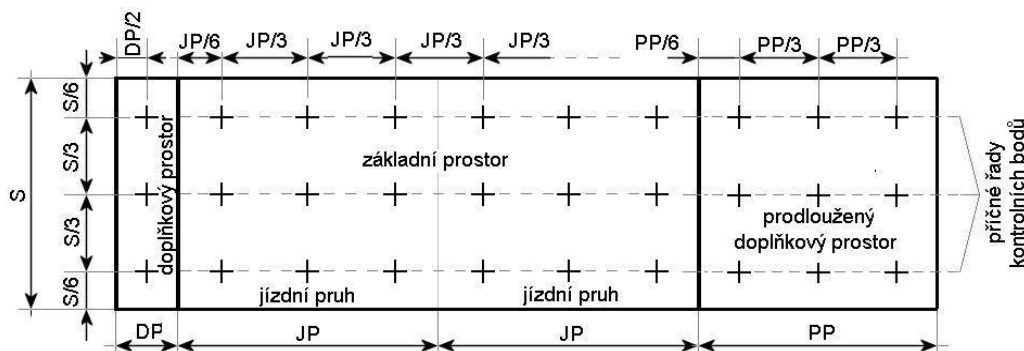 DP/2
JP/6
JP/3
JP/3
JP/3
JP/3
PP/6
PP/3
PP/3
S/6
S/3
S/3
S/6
S
doplňkový prostor
základní prostor
prodloužený
doplňkový prostor
příčné řady
kontrolních bodů
jízdní pruh
jízdní pruh
DP
JP
JP
PP